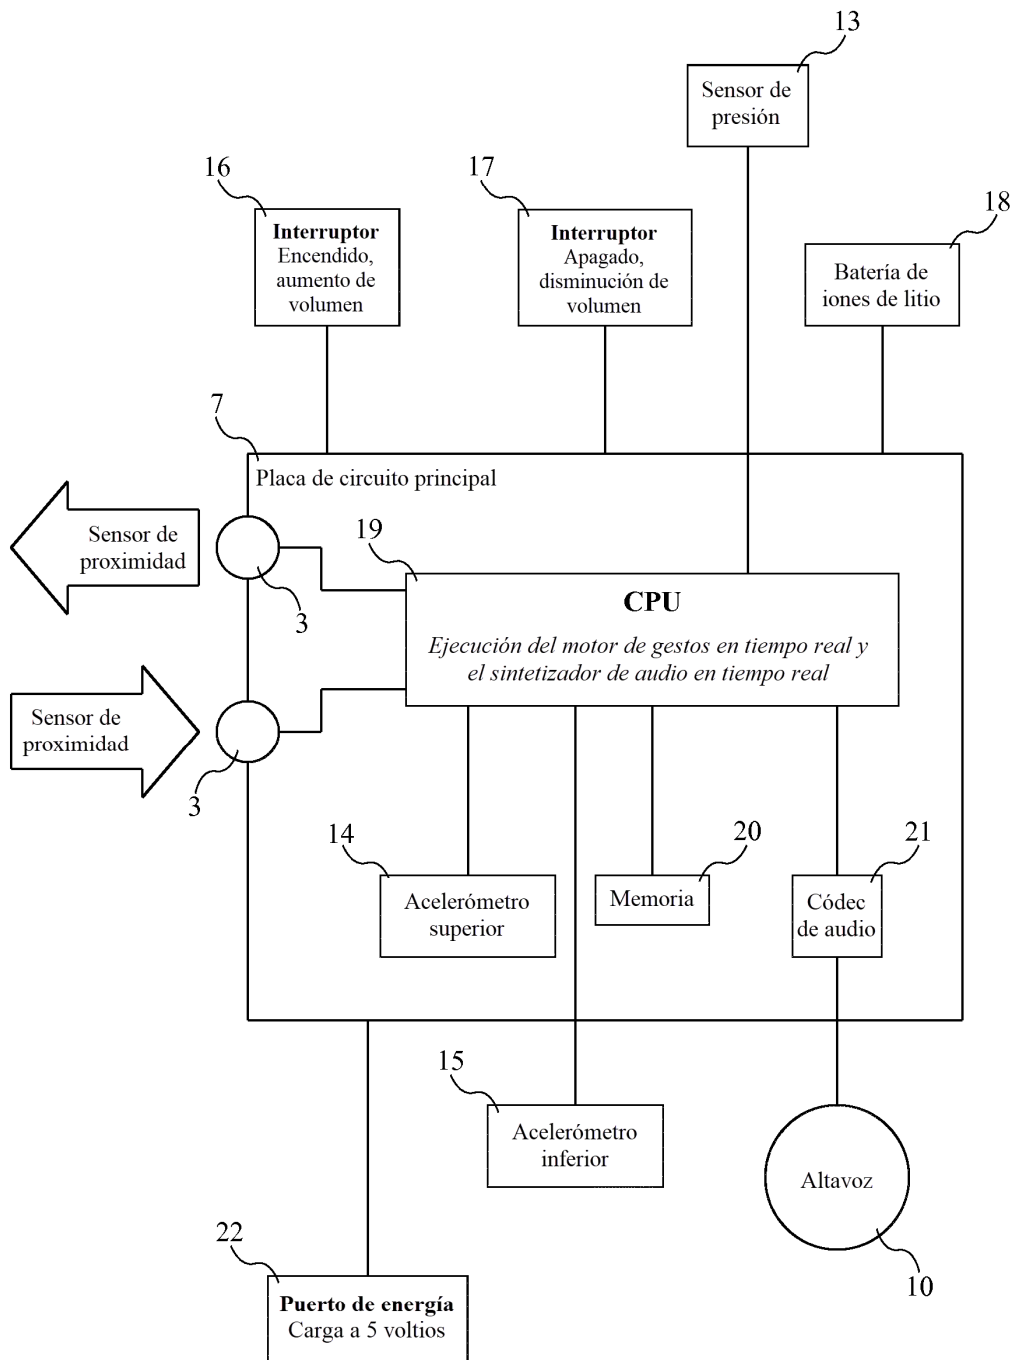 13
Sensor de
presión
16
Interruptor
Encendido,
aumento de
volumen
17
Interruptor
Apagado,
disminución de
volumen
18
Batería de
iones de litio
7
Placa de circuito principal
Sensor de
proximidad
3
19
CPU
Ejecución del motor de gestos en tiempo real y
el sintetizador de audio en tiempo real
Sensor de
proximidad
3
14
Acelerómetro
superior
20
Memoria
21
Códec
de audio
15
Acelerómetro
inferior
Altavoz
10
22
Puerto de energía
Carga a 5 voltios